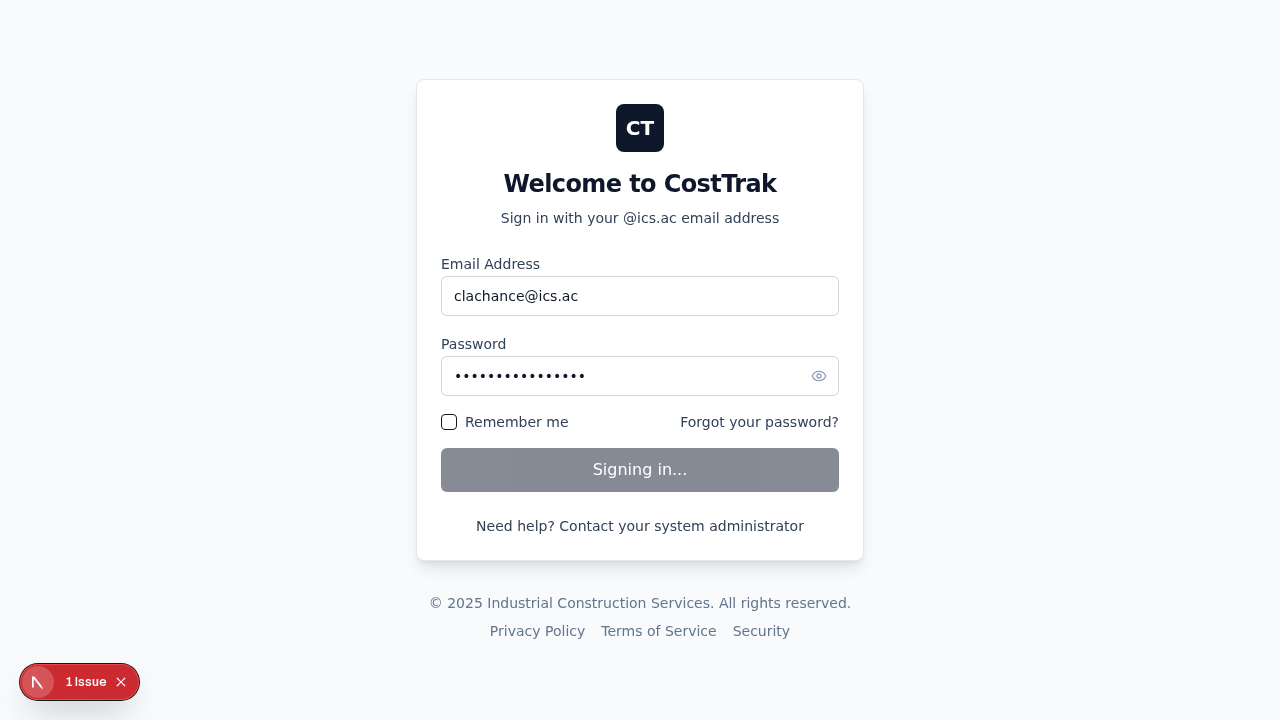 CT
Welcome to CostTrak
Sign in with your @ics.ac email address
Email Address
clachance@ics.ac
Password
••••••••••••••••
Remember me
Forgot your password?
Signing in...
Need help? Contact your system administrator
© 2025 Industrial Construction Services. All rights reserved.
Privacy Policy Terms of Service Security
1 Issue